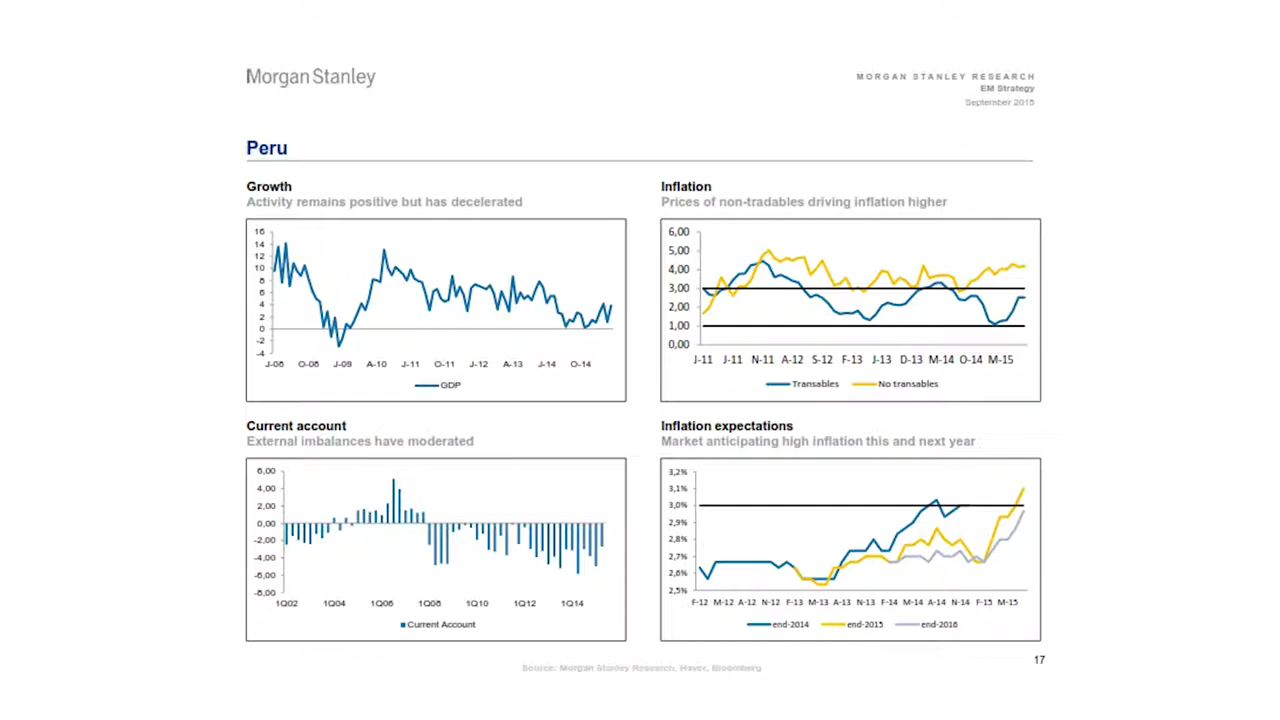 Morgan Stanley
MORGAN STANLEY RESEARCH
EM Strategy
September 2015
Peru
Growth
Activity remains positive but has decelerated
16
14
12
10
8
6
4
2
0
-2
-4
J-08 O-08 J-09 A-10 J-11 O-11 J-12 A-13 J-14 O-14
GDP
Inflation
Prices of non-tradables driving inflation higher
6,00
5,00
4,00
3,00
2,00
1,00
0,00
J-11 J-11 N-11 A-12 S-12 F-13 J-13 D-13 M-14 O-14 M-15
Transables No transables
Current account
External imbalances have moderated
6,00
4,00
2,00
0,00
-2,00
-4,00
-6,00
-8,00
1Q02 1Q04 1Q06 1Q08 1Q10 1Q12 1Q14
Current Account
Inflation expectations
Market anticipating high inflation this and next year
3,2%
3,1%
3,0%
2,9%
2,8%
2,7%
2,6%
2,5%
F-12 M-12 A-12 N-12 F-13 M-13 A-13 N-13 F-14 M-14 A-14 N-14 F-15 M-15
end-2014 end-2015 end-2016
17
Source: Morgan Stanley Research, Haver, Bloomberg